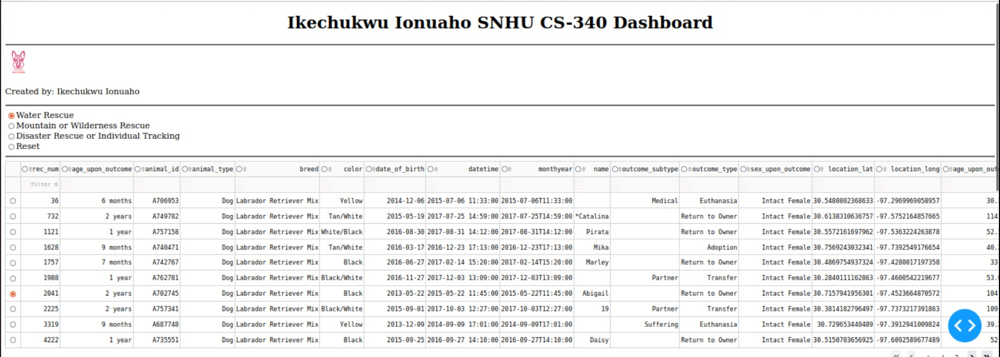 Ikechukwu Ionuaho SNHU CS-340 Dashboard
Created by: Ikechukwu Ionuaho
Water Rescue
Mountain or Wilderness Rescue
Disaster Rescue or Individual Tracking
Reset
rec_num age_upon_outcome animal_id animal_type breed color date_of_birth datetime monthyear name outcome_subtype outcome_type sex_upon_outcome location_lat location_long age_upon_out
filter d
36 6 months A706953 Dog Labrador Retriever Mix Yellow 2014-12-06 2015-07-06 11:33:00 2015-07-06T11:33:00 Medical Euthanasia Intact Female 30.5480802368633 -97.2969969058957 30.
732 2 years A749782 Dog Labrador Retriever Mix Tan/White 2015-05-19 2017-07-25 14:59:00 2017-07-25T14:59:00 *Catalina Return to Owner Intact Female 30.6138310636757 -97.5752164857665 114
1121 1 year A757158 Dog Labrador Retriever Mix White/Black 2016-08-30 2017-08-31 14:12:00 2017-08-31T14:12:00 Pirata Return to Owner Intact Female 30.5572161697962 -97.5363224263878 52.
1628 9 months A740471 Dog Labrador Retriever Mix Tan/White 2016-03-17 2016-12-23 17:13:00 2016-12-23T17:13:00 Mika Adoption Intact Female 30.7569243032341 -97.7392549176654 40.
1757 7 months A742767 Dog Labrador Retriever Mix Black 2016-06-27 2017-02-14 15:20:00 2017-02-14T15:20:00 Marley Return to Owner Intact Female 30.4869754937324 -97.4280017197358 33
1988 1 year A762781 Dog Labrador Retriever Mix Black/White 2016-11-27 2017-12-03 13:09:00 2017-12-03T13:09:00 Partner Transfer Intact Female 30.2840111162863 -97.4600542219677 53.
2041 2 years A702745 Dog Labrador Retriever Mix Black 2013-05-22 2015-05-22 11:45:00 2015-05-22T11:45:00 Abigail Return to Owner Intact Female 30.7157941956301 -97.4523664870572 104
2225 2 years A757341 Dog Labrador Retriever Mix Black/White 2015-09-01 2017-10-03 12:27:00 2017-10-03T12:27:00 19 Partner Transfer Intact Female 30.3814182796497 -97.7373217391863 109
3319 9 months A687748 Dog Labrador Retriever Mix Yellow 2013-12-09 2014-09-09 17:01:00 2014-09-09T17:01:00 Suffering Euthanasia Intact Female 30.729653440489 -97.3912941009824 39.
4222 1 year A735551 Dog Labrador Retriever Mix Black 2015-09-25 2016-09-27 14:10:00 2016-09-27T14:10:00 Daisy Return to Owner Intact Female 30.5150703656925 -97.6092589677489 52